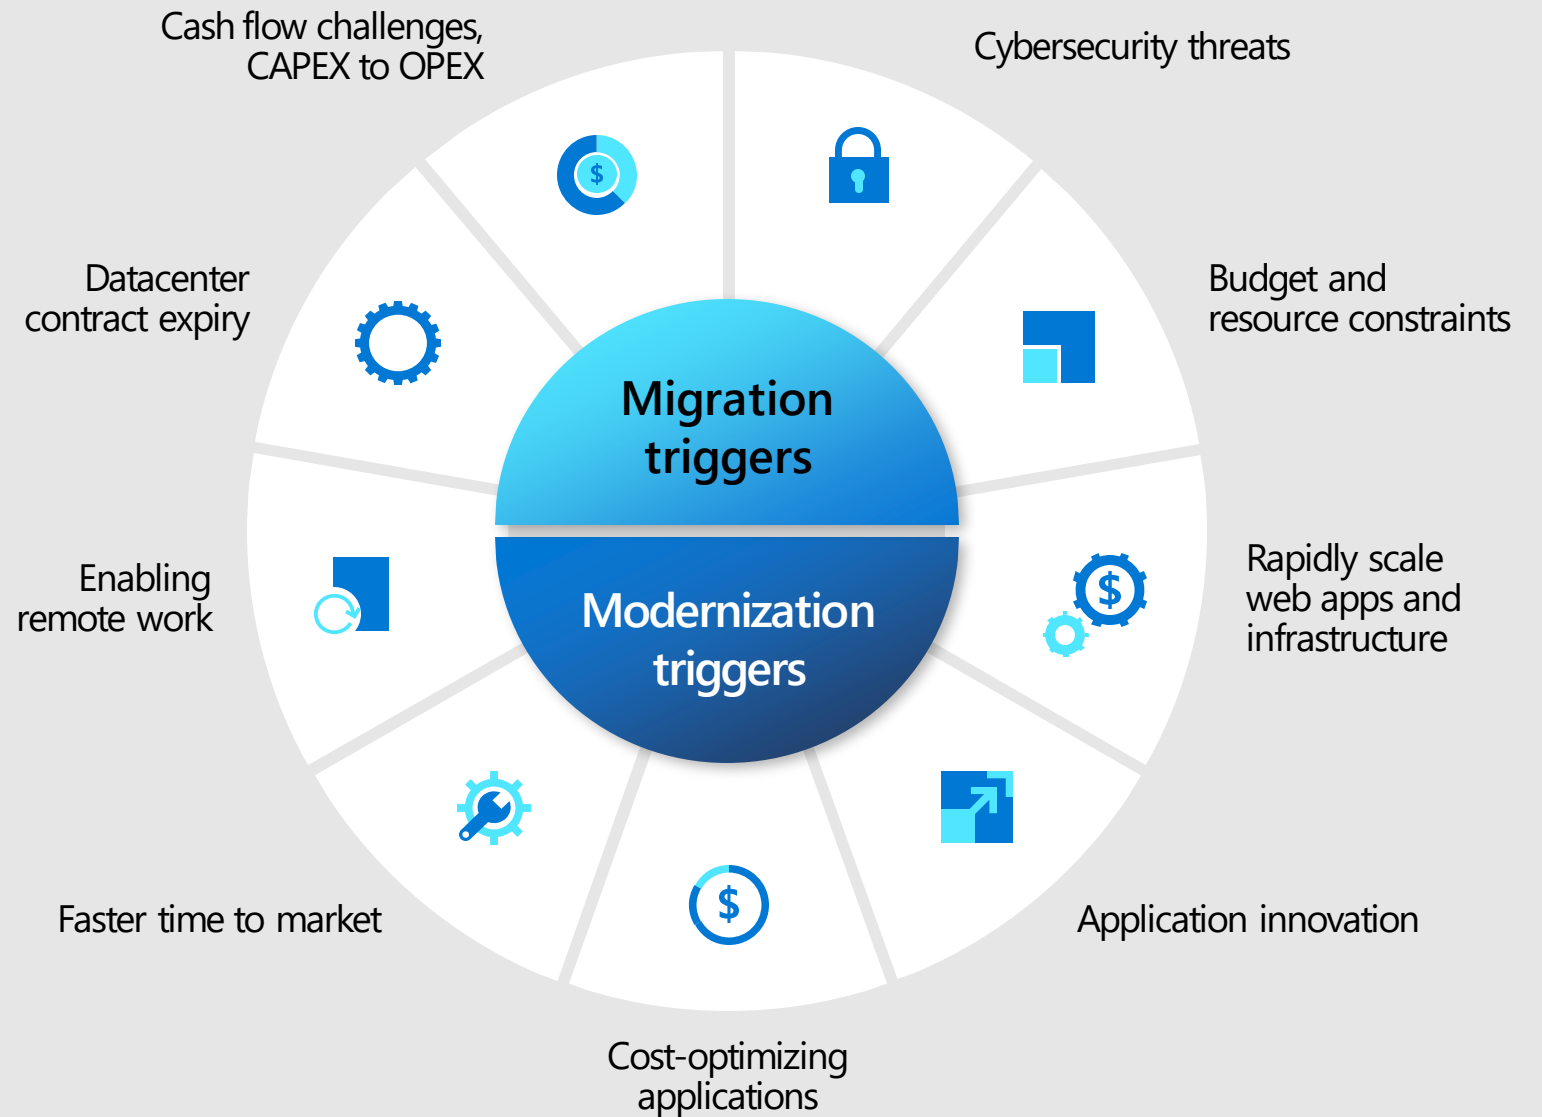 Cash flow challenges,
CAPEX to OPEX
Cybersecurity threats
Datacenter
contract expiry
Budget and
resource constraints
Migration
triggers
Modernization
triggers
Enabling
remote work
Rapidly scale
web apps and
infrastructure
Faster time to market
Application innovation
Cost-optimizing
applications
$
$
$